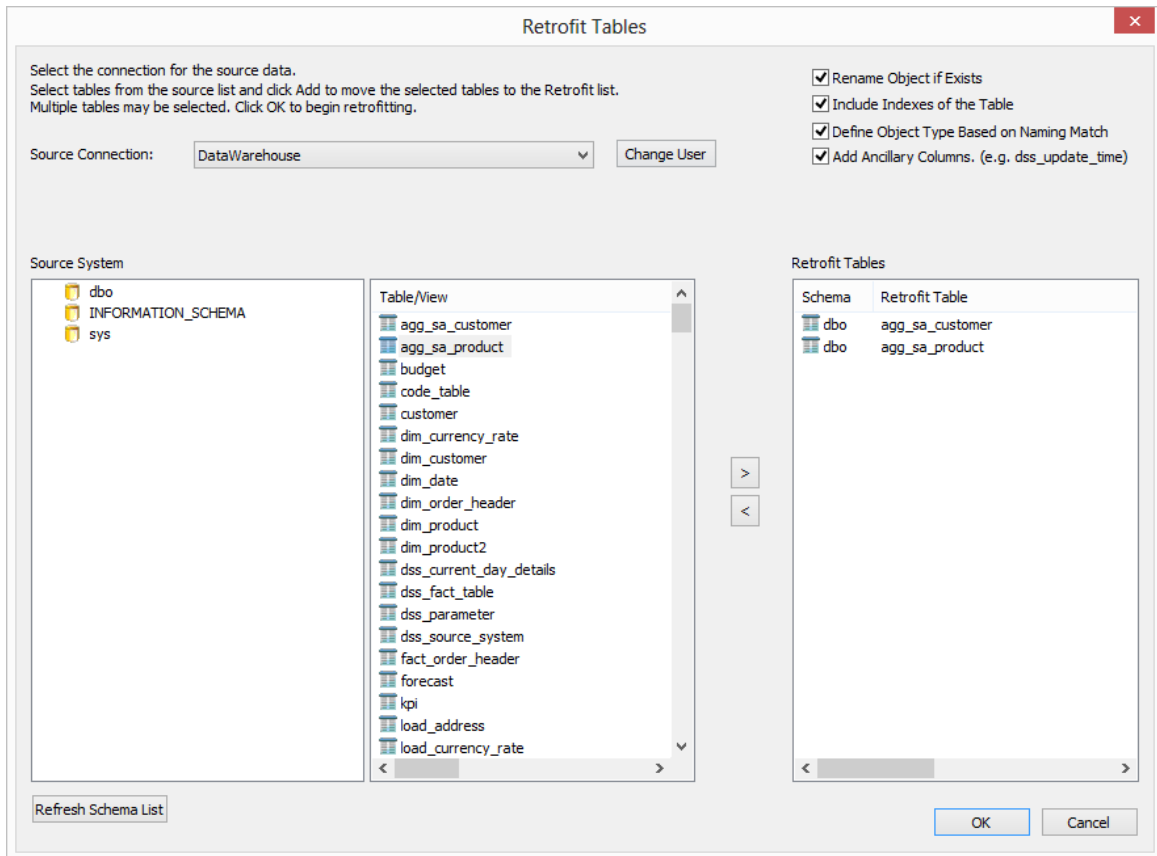 Retrofit Tables
Select the connection for the source data.
Select tables from the source list and click Add to move the selected tables to the Retrofit list.
Multiple tables may be selected. Click OK to begin retrofitting.
Rename Object if Exists
Include Indexes of the Table
Define Object Type Based on Naming Match
Add Ancillary Columns. (e.g. dss_update_time)
Source Connection:
DataWarehouse
Change User
Source System
dbo
INFORMATION_SCHEMA
sys
Table/View
agg_sa_customer
agg_sa_product
budget
code_table
customer
dim_currency_rate
dim_customer
dim_date
dim_order_header
dim_product
dim_product2
dss_current_day_details
dss_fact_table
dss_parameter
dss_source_system
fact_order_header
forecast
kpi
load_address
load_currency_rate
>
<
Retrofit Tables
Schema Retrofit Table
dbo agg_sa_customer
dbo agg_sa_product
Refresh Schema List
OK
Cancel